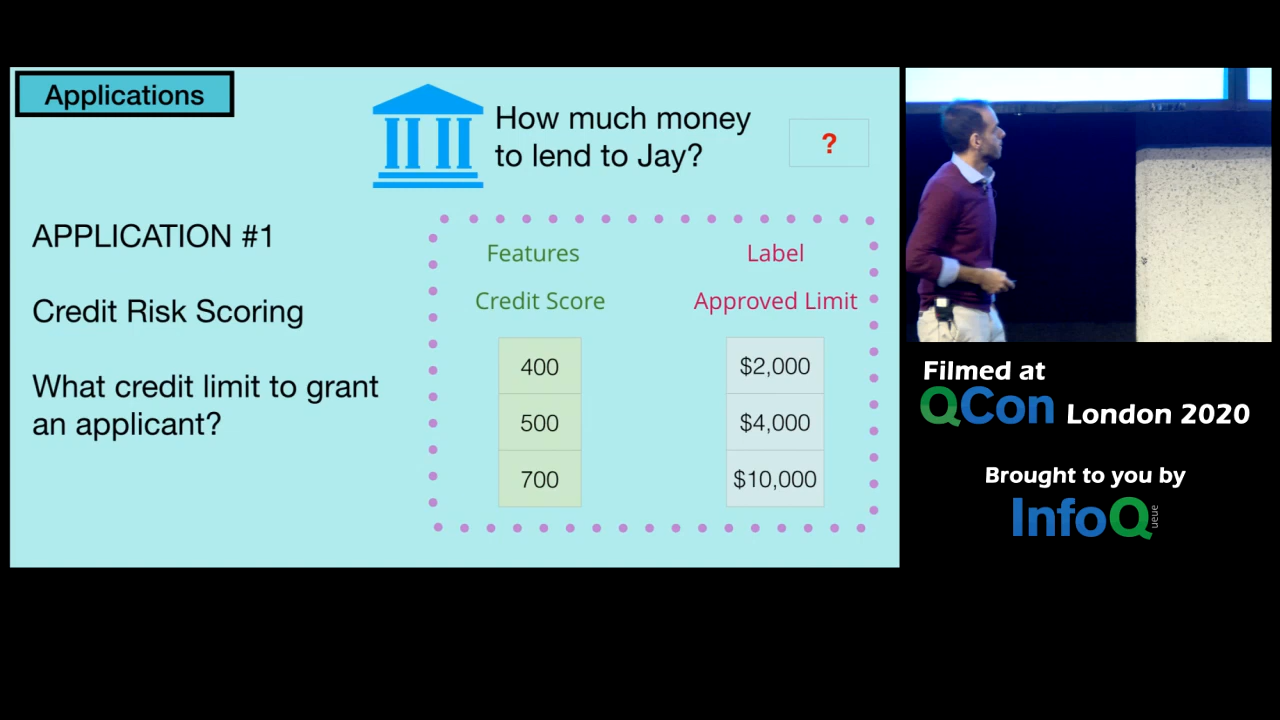 Applications
How much money
to lend to Jay?
?
APPLICATION #1
Credit Risk Scoring
What credit limit to grant
an applicant?
Features
Label
Credit Score
Approved Limit
400
$2,000
500
$4,000
700
$10,000
Filmed at
QCon London 2020
Brought to you by
InfoQ
ueue